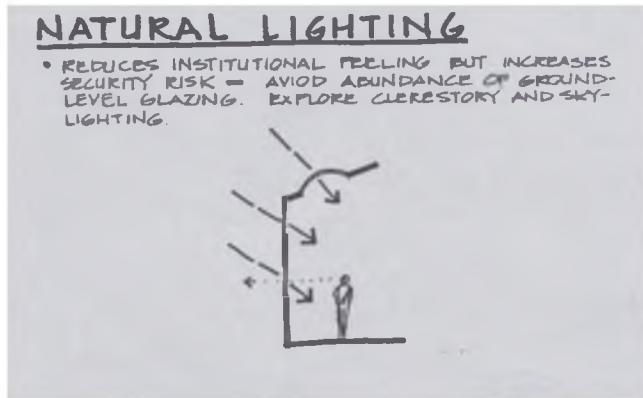 NATURAL LIGHTING
• REDUCES INSTITUTIONAL FEELING BUT INCREASES
SECURITY RISK — AVIOD ABUNDANCE OF GROUND-
LEVEL GLAZING. EXPLORE CLERESTORY AND SKY-
LIGHTING.